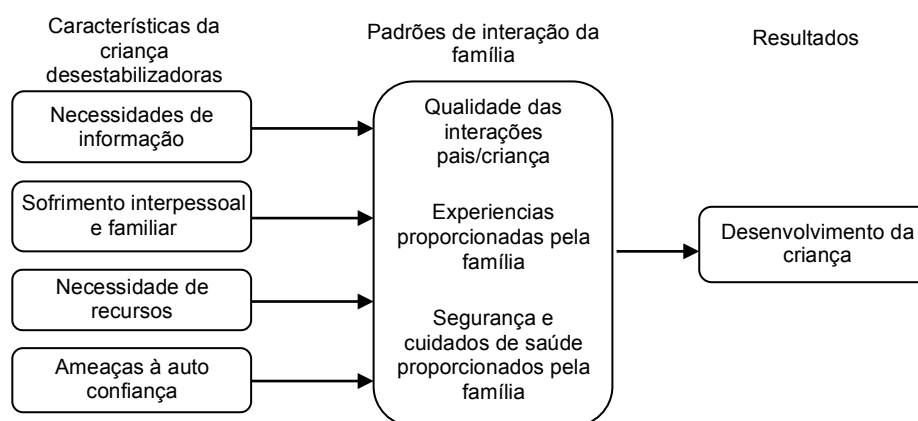 Características da
criança
desestabilizadoras
Necessidades de
informação
Sofrimento interpessoal
e familiar
Necessidade de
recursos
Ameaças à auto
confiança
Padrões de interação da
família
Qualidade das
interações
pais/criança
Experiencias
proporcionadas pela
família
Segurança e
cuidados de saúde
proporcionados pela
família
Resultados
Desenvolvimento da
criança